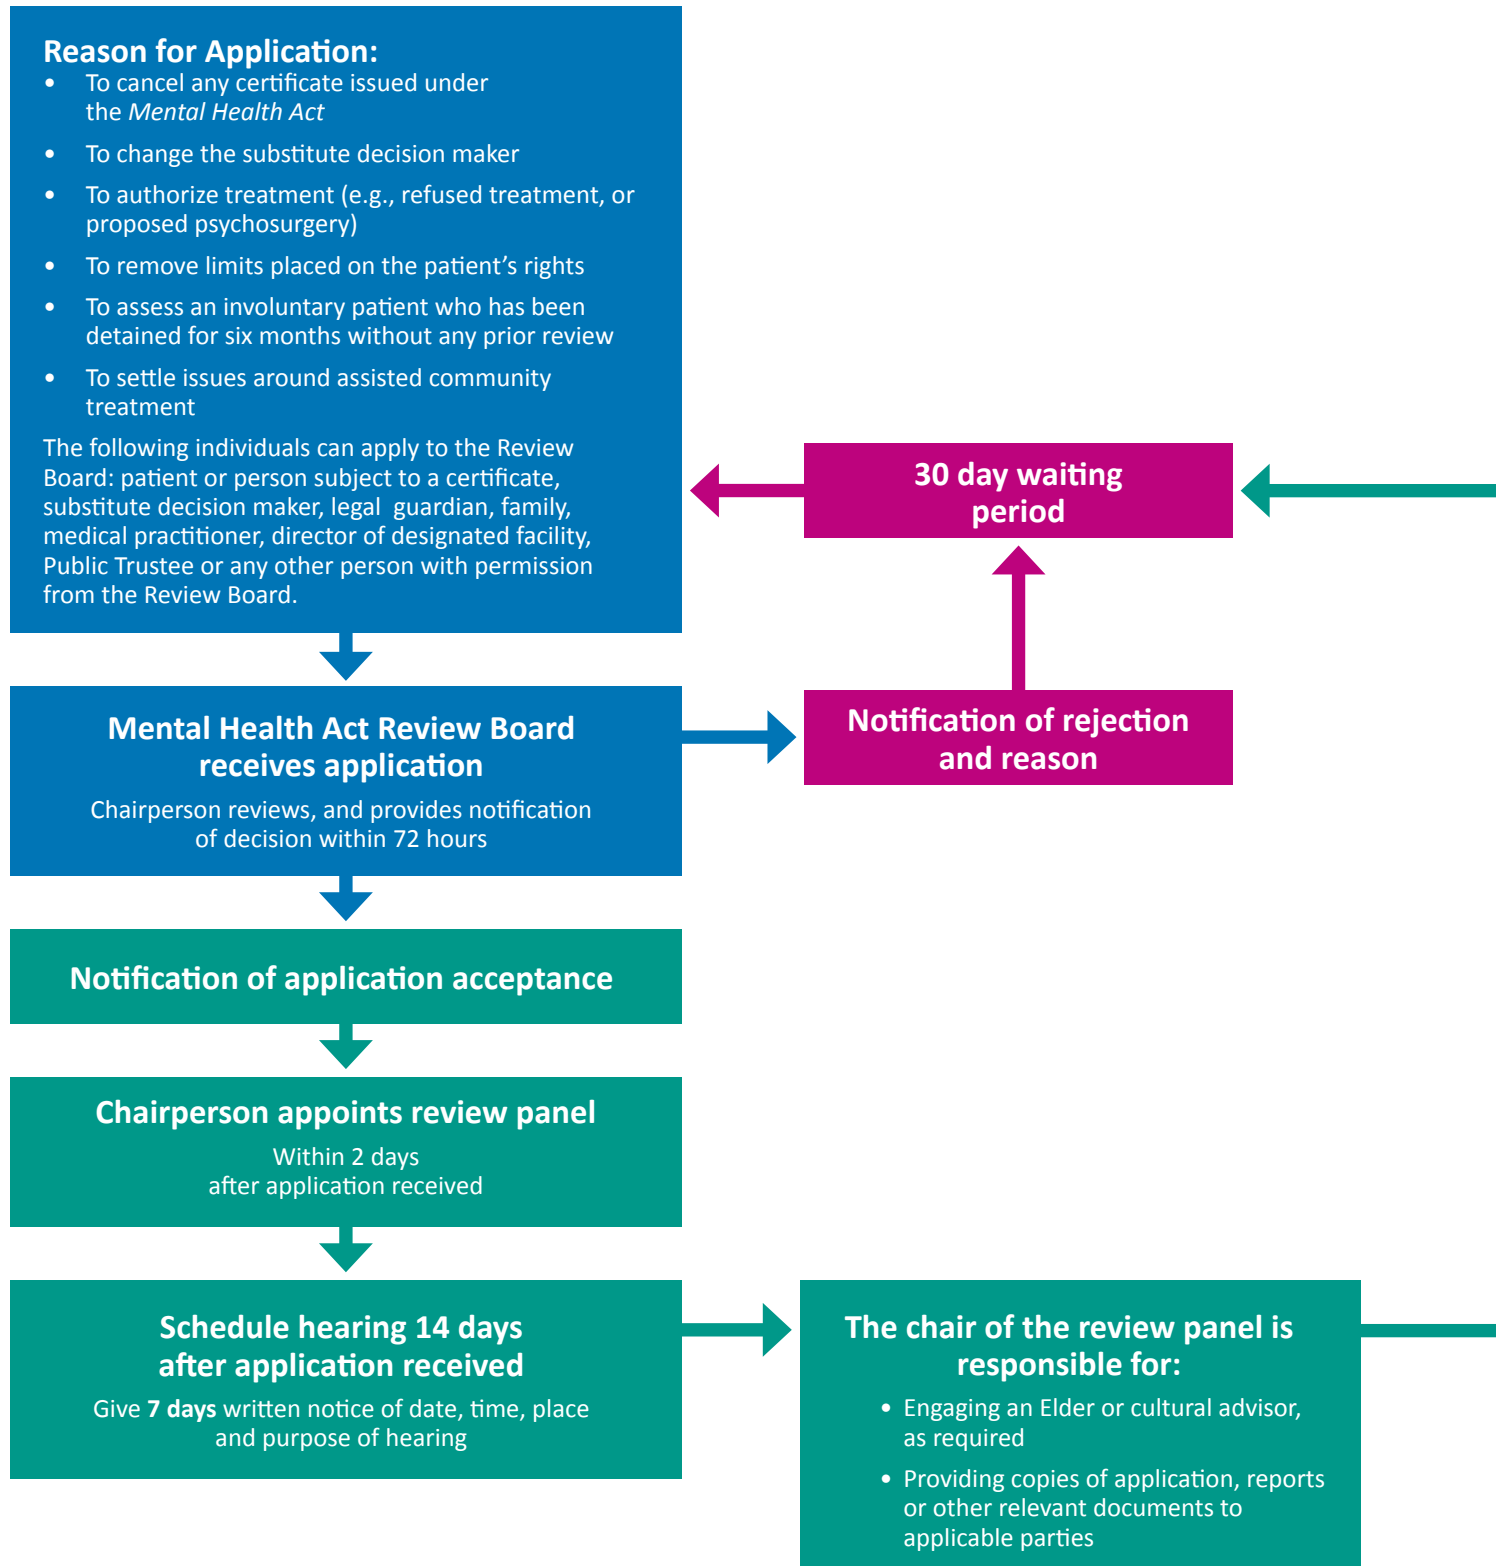 Reason for Application:
• To cancel any certificate issued under
the Mental Health Act
• To change the substitute decision maker
• To authorize treatment (e.g., refused treatment, or
proposed psychosurgery)
• To remove limits placed on the patient’s rights
• To assess an involuntary patient who has been
detained for six months without any prior review
• To settle issues around assisted community
treatment
The following individuals can apply to the Review
Board: patient or person subject to a certificate,
substitute decision maker, legal guardian, family,
medical practitioner, director of designated facility,
Public Trustee or any other person with permission
from the Review Board.
30 day waiting
period
Mental Health Act Review Board
receives application
Chairperson reviews, and provides notification
of decision within 72 hours
Notification of rejection
and reason
Notification of application acceptance
Chairperson appoints review panel
Within 2 days
after application received
Schedule hearing 14 days
after application received
Give 7 days written notice of date, time, place
and purpose of hearing
The chair of the review panel is
responsible for:
• Engaging an Elder or cultural advisor,
as required
• Providing copies of application, reports
or other relevant documents to
applicable parties